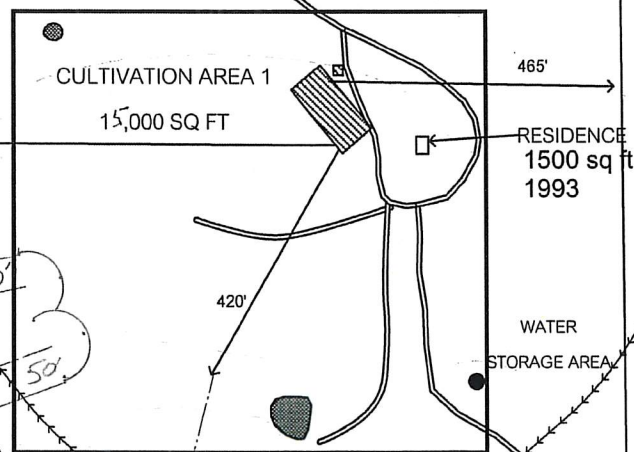 CULTIVATION AREA 1
15,000 SQ FT
465'
RESIDENCE
1500 sq ft
1993
420'
WATER
STORAGE AREA
50'